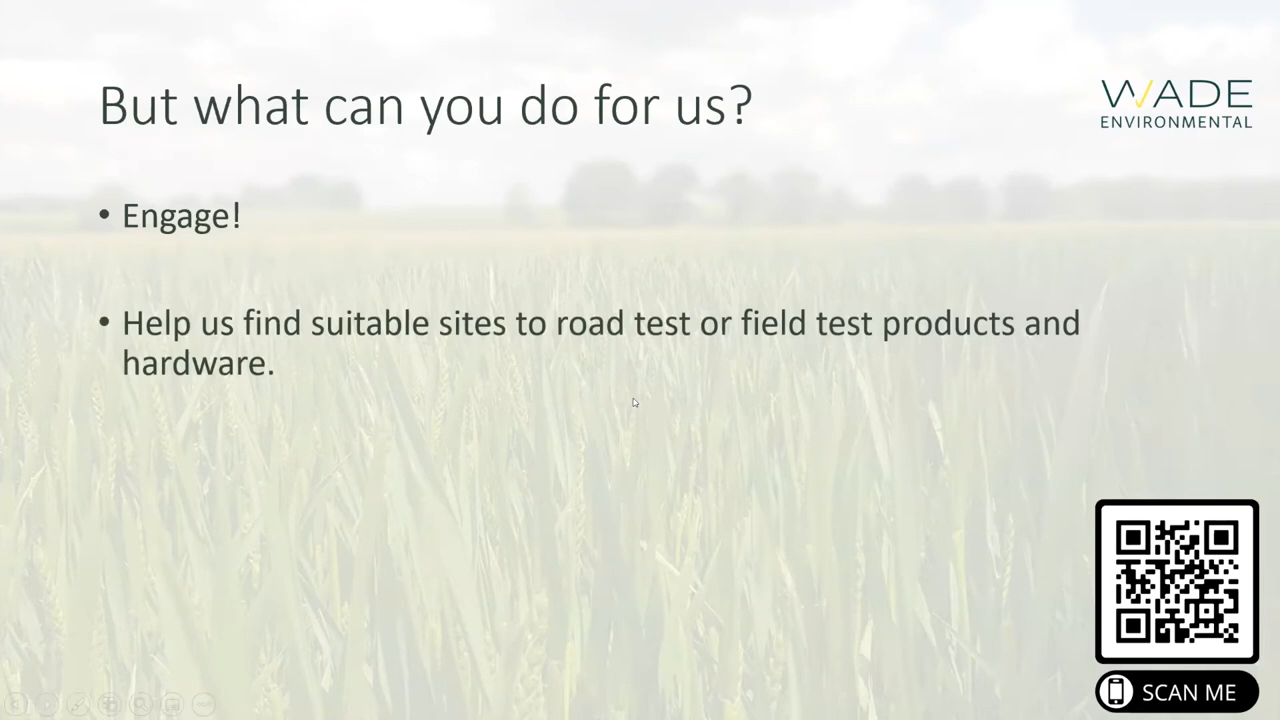 But what can you do for us?
WADE
ENVIRONMENTAL
• Engage!
• Help us find suitable sites to road test or field test products and
hardware.
SCAN ME